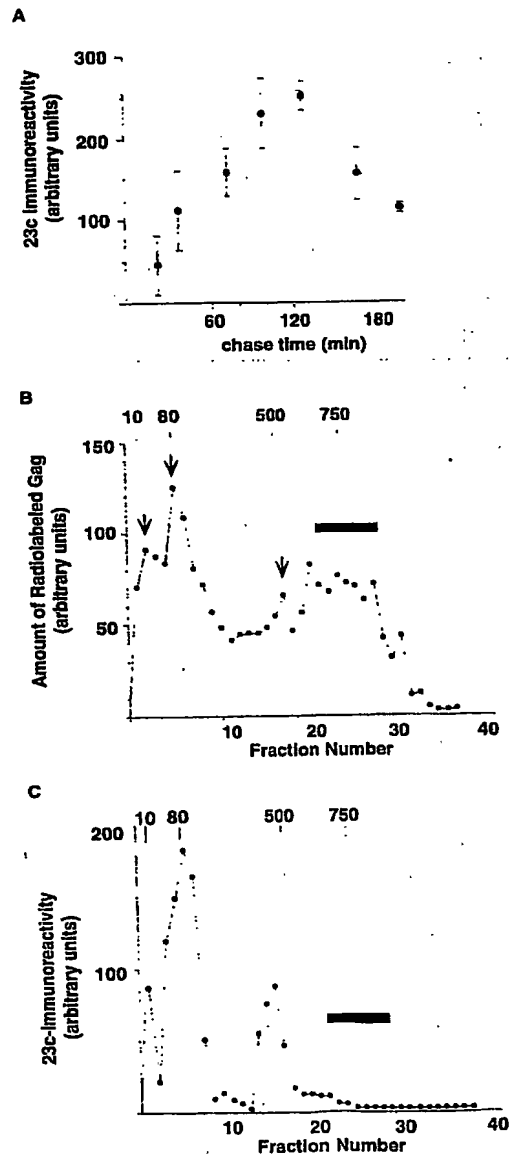 A
300
200
100
23c Immunoreactivity
(arbitrary units)
60 120 180
chase time (min)
B
10 80 500 750
150
100
50
Amount of Radiolabeled Gag
(arbitrary units)
10 20 30 40
Fraction Number
C
10 80 500 750
200
100
23c-Immunoreactivity
(arbitrary units)
10 20 30 40
Fraction Number